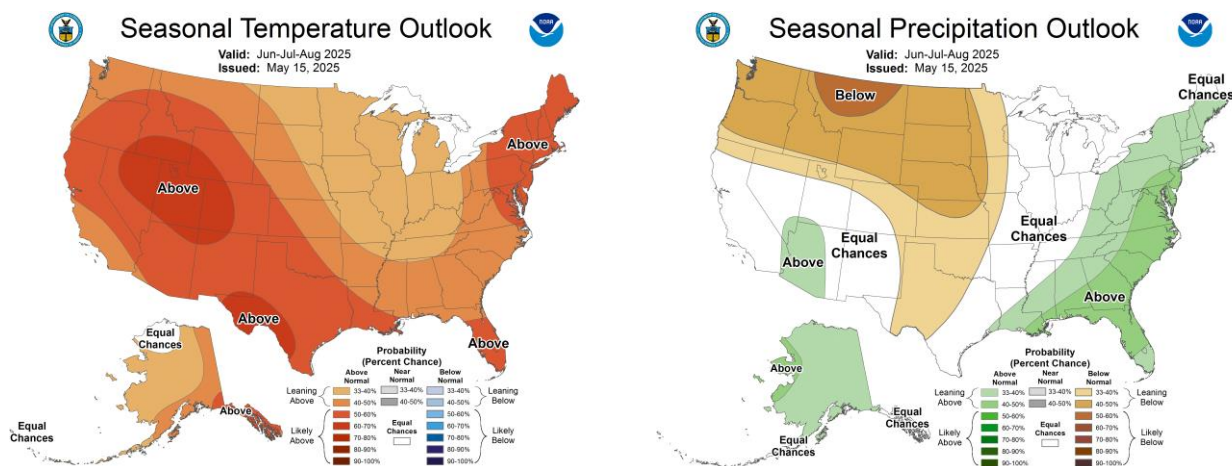 Seasonal Temperature Outlook
NOAA
Valid: Jun-Jul-Aug 2025
Issued: May 15, 2025
Above
Above
Above
Above
Equal
Chances
Above
Equal
Chances
Probability
(Percent Chance)
Above
Normal
Near
Normal
Below
Normal
Leaning
Above
Likely
Above
33-40%
40-50%
50-60%
60-70%
70-80%
80-90%
90-100%
33-40%
40-50%
Equal
Chances
33-40%
40-50%
50-60%
60-70%
70-80%
80-90%
90-100%
Leaning
Below
Likely
Below
Seasonal Precipitation Outlook
NOAA
Valid: Jun-Jul-Aug 2025
Issued: May 15, 2025
Below
Equal
Chances
Equal
Chances
Equal
Chances
Above
Above
Above
Equal
Chances
Equal
Chances
Probability
(Percent Chance)
Above
Normal
Near
Normal
Below
Normal
Leaning
Above
Likely
Above
33-40%
40-50%
50-60%
60-70%
70-80%
80-90%
90-100%
33-40%
40-50%
Equal
Chances
33-40%
40-50%
50-60%
60-70%
70-80%
80-90%
90-100%
Leaning
Below
Likely
Below